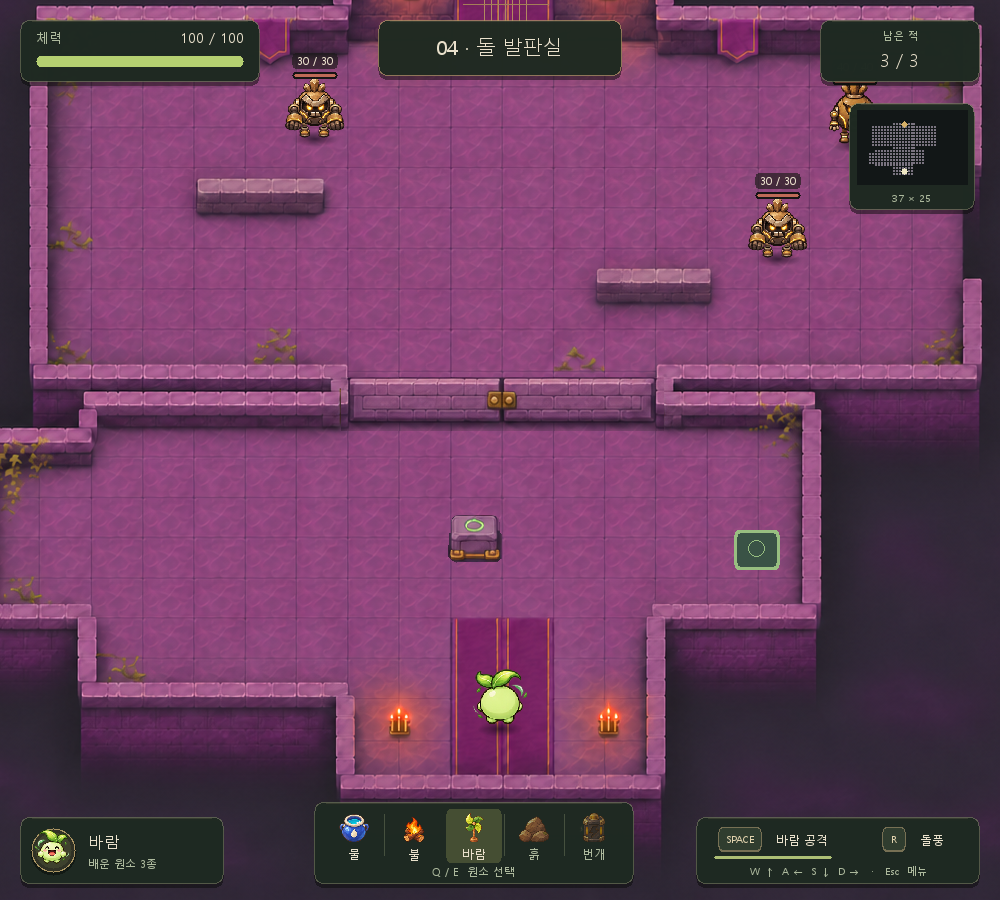 체력 100 / 100
04 · 돌 발판실
남은 적
3 / 3
30 / 30
30 / 30
37 × 25
바람
배운 원소 3종
물 불 바람 흙 번개
Q / E 원소 선택
SPACE 바람 공격 R 돌풍
W ↑ A ← S ↓ D → · Esc 메뉴